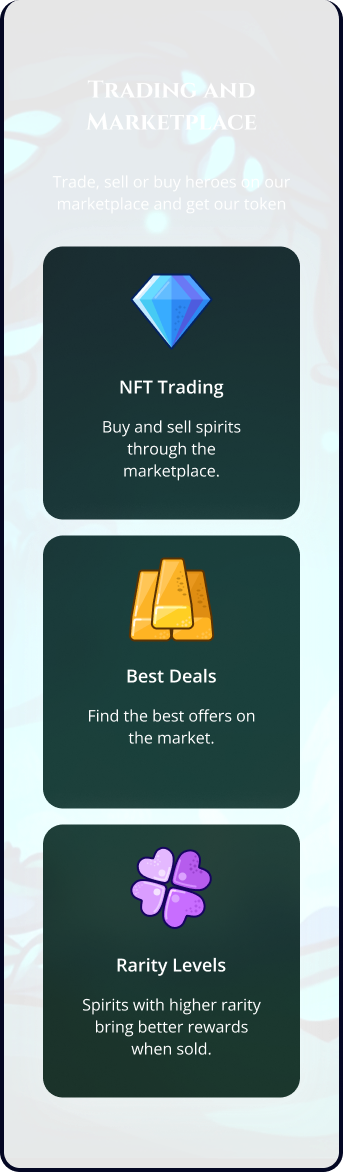 Trading and
Marketplace
Trade, sell or buy heroes on our
marketplace and get our token
NFT Trading
Buy and sell spirits
through the
marketplace.
Best Deals
Find the best offers on
the market.
Rarity Levels
Spirits with higher rarity
bring better rewards
when sold.